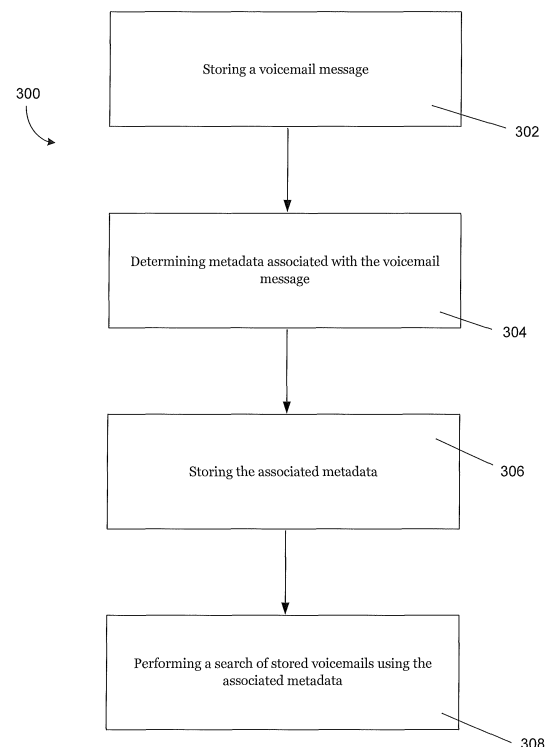 Storing a voicemail message
300
302
Determining metadata associated with the voicemail
message
304
Storing the associated metadata
306
Performing a search of stored voicemails using the
associated metadata
308